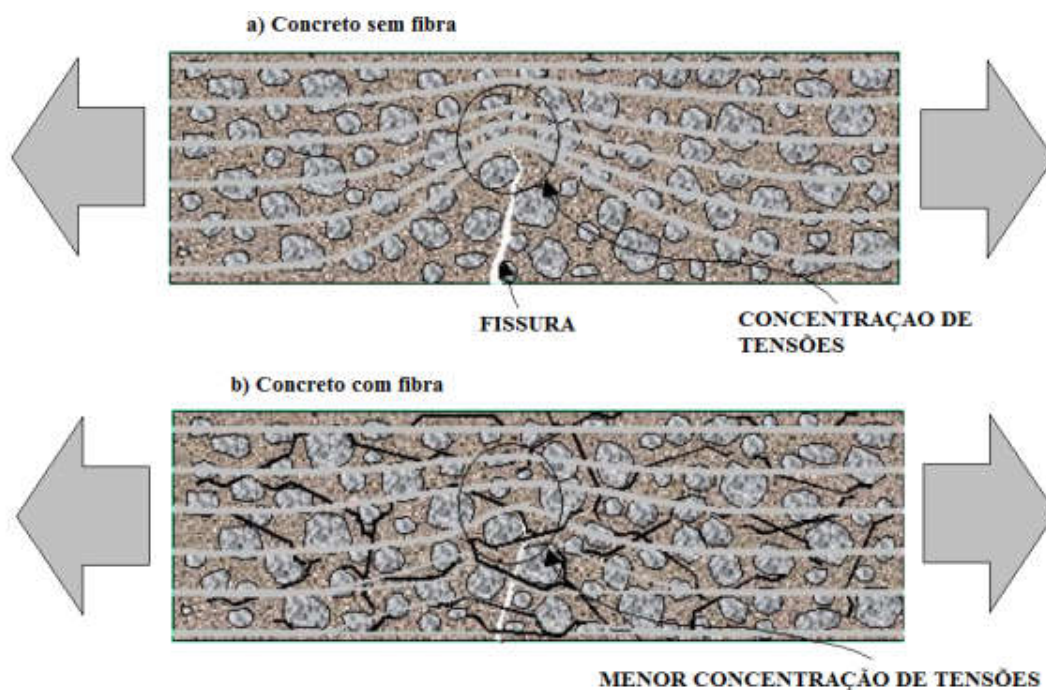 a) Concreto sem fibra
FISSURA
CONCENTRAÇAO DE
TENSÕES
b) Concreto com fibra
MENOR CONCENTRAÇÃO DE TENSÕES